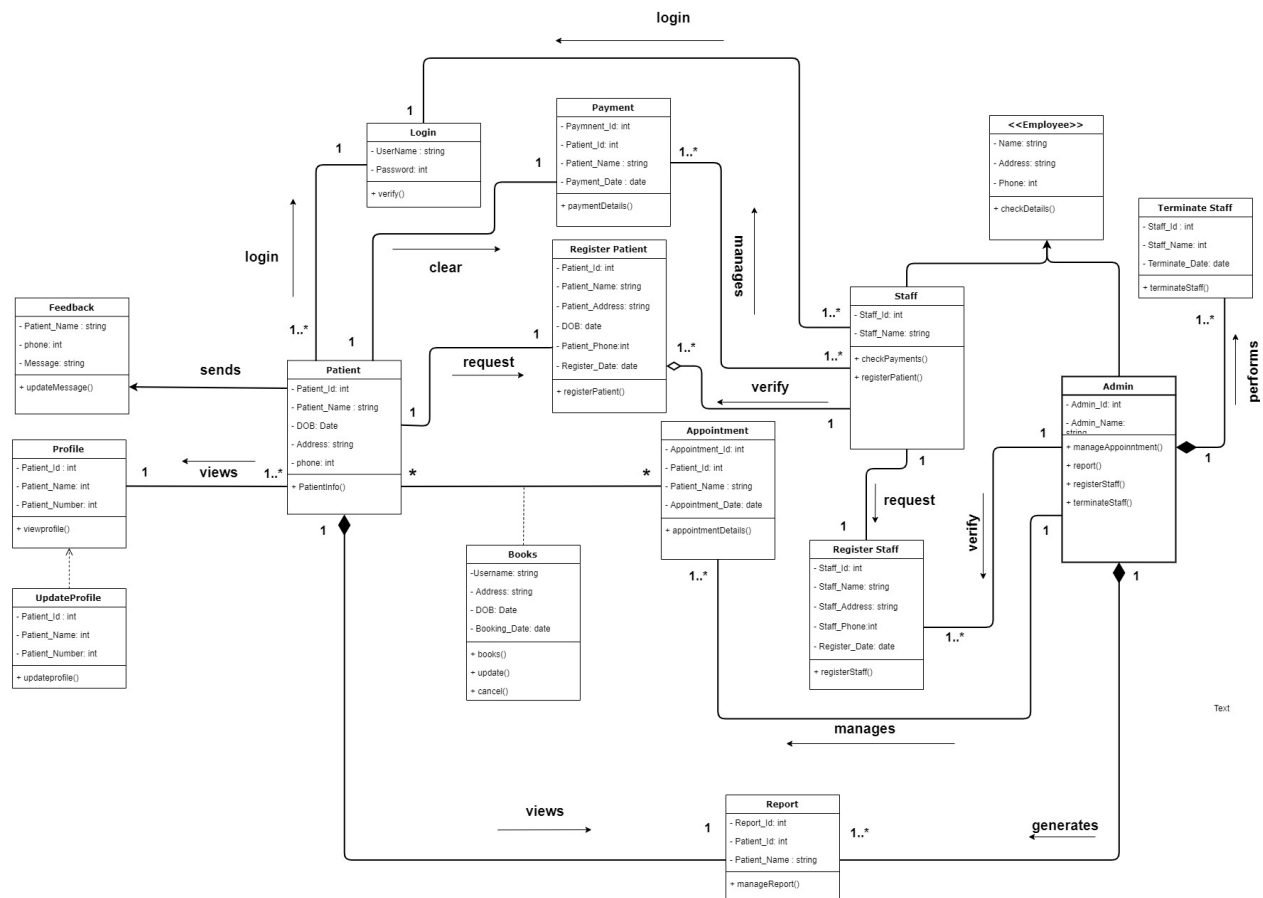 login
1
1
Login
- UserName : string
- Password: int
+ verify()
Payment
- Paymnent_Id: int
- Patient_Id: int
- Patient_Name : string
- Payment_Date : date
+ paymentDetails()
1
1..*
<<Employee>>
- Name: string
- Address: string
- Phone: int
+ checkDetails()
Terminate Staff
- Staff_Id : int
- Staff_Name: int
- Terminate_Date: date
+ terminateStaff()
1..*
performs
login
clear
manages
Register Patient
- Patient_Id: int
- Patient_Name: string
- Patient_Address: string
- DOB: date
- Patient_Phone:int
- Register_Date: date
+ registerPatient()
1
1..*
request
verify
Staff
- Staff_Id: int
- Staff_Name: string
+ checkPayments()
+ registerPatient()
1..*
1..*
1
1
Feedback
- Patient_Name : string
- phone: int
- Message: string
+ updateMessage()
sends
1..*
1
Patient
- Patient_Id: int
- Patient_Name : string
- DOB: Date
- Address: string
- phone: int
+ PatientInfo()
1
*
1..*
1
Admin
- Admin_Id: int
- Admin_Name:
string
+ manageAppoinntment()
+ report()
+ registerStaff()
+ terminateStaff()
1
1
1
1
Profile
- Patient_Id : int
- Patient_Name: int
- Patient_Number: int
+ viewprofile()
1
views
Appointment
- Appointment_Id: int
- Patient_Id: int
- Patient_Name : string
- Appointment_Date: date
+ appointmentDetails()
*
1..*
request
verify
1
Register Staff
- Staff_Id: int
- Staff_Name: string
- Staff_Address: string
- Staff_Phone:int
- Register_Date: date
+ registerStaff()
1..*
Books
-Username: string
- Address: string
- DOB: Date
- Booking_Date: date
+ books()
+ update()
+ cancel()
UpdateProfile
- Patient_Id : int
- Patient_Name: int
- Patient_Number: int
+ updateprofile()
Text
manages
views
1
Report
- Report_Id: int
- Patient_Id: int
- Patient_Name : string
+ manageReport()
1..*
generates